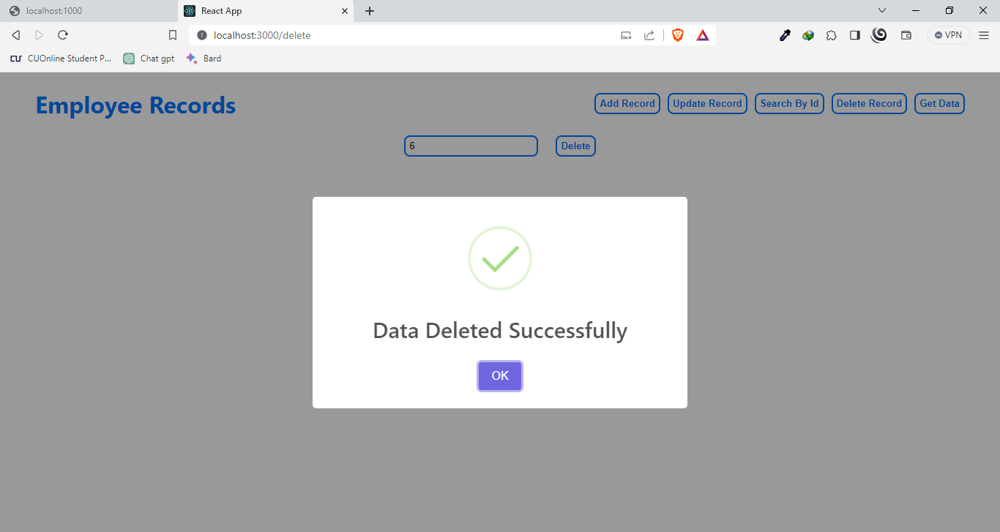 localhost:1000
React App
localhost:3000/delete
VPN
CUOnline Student P...
Chat gpt
Bard
Employee Records
Add Record
Update Record
Search By Id
Delete Record
Get Data
6
Delete
Data Deleted Successfully
OK